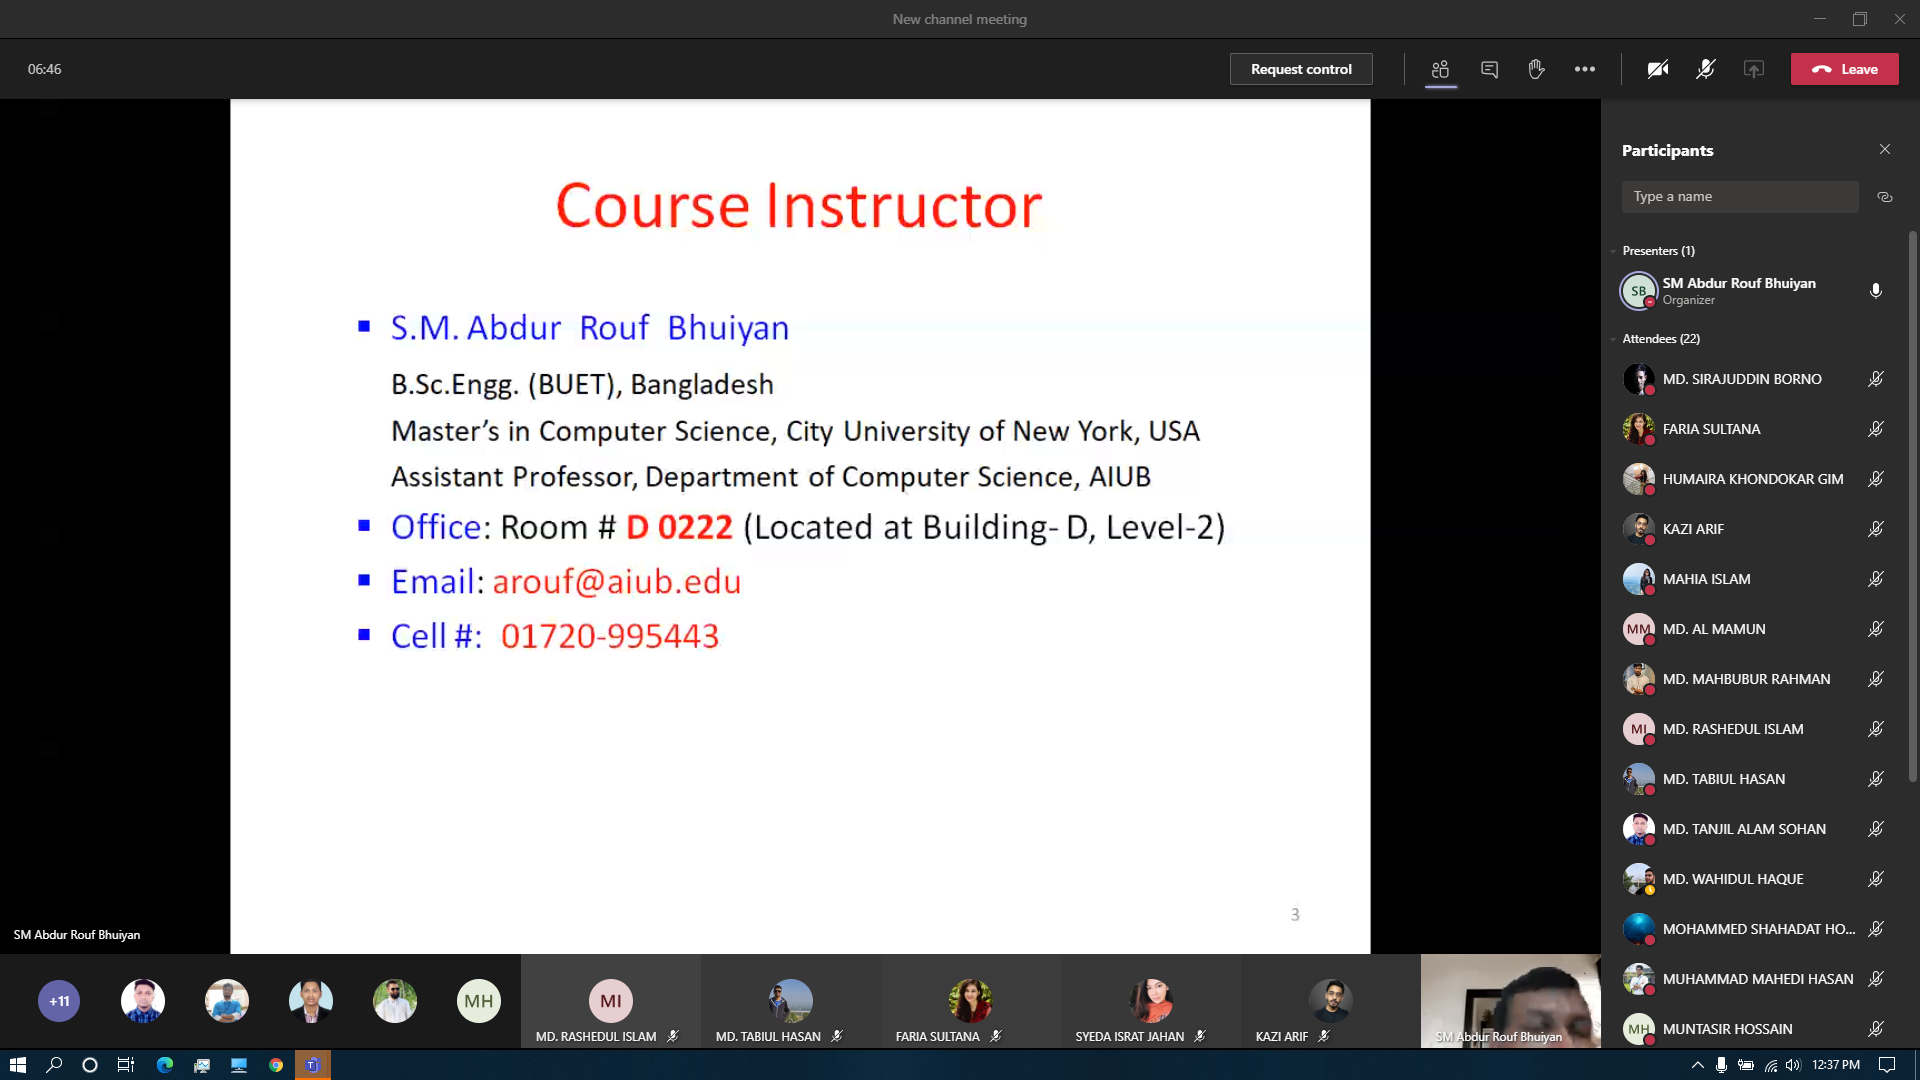 New channel meeting
06:46
Request control
Leave
Course Instructor
S.M. Abdur Rouf Bhuiyan
B.Sc.Engg. (BUET), Bangladesh
Master's in Computer Science, City University of New York, USA
Assistant Professor, Department of Computer Science, AIUB
Office: Room # D 0222 (Located at Building- D, Level-2)
Email: arouf@aiub.edu
Cell #: 01720-995443
3
SM Abdur Rouf Bhuiyan
Participants
Type a name
Presenters (1)
SB
SM Abdur Rouf Bhuiyan
Organizer
Attendees (22)
MD. SIRAJUDDIN BORNO
FARIA SULTANA
HUMAIRA KHONDOKAR GIM
KAZI ARIF
MAHIA ISLAM
MM MD. AL MAMUN
MD. MAHBUBUR RAHMAN
MI MD. RASHEDUL ISLAM
MD. TABIUL HASAN
MD. TANJIL ALAM SOHAN
MD. WAHIDUL HAQUE
MOHAMMED SHAHADAT HO...
MUHAMMAD MAHEDI HASAN
MH MUNTASIR HOSSAIN
+11
MH
MI
MD. RASHEDUL ISLAM
MD. TABIUL HASAN
FARIA SULTANA
SYEDA ISRAT JAHAN
KAZI ARIF
SM Abdur Rouf Bhuiyan
12:37 PM